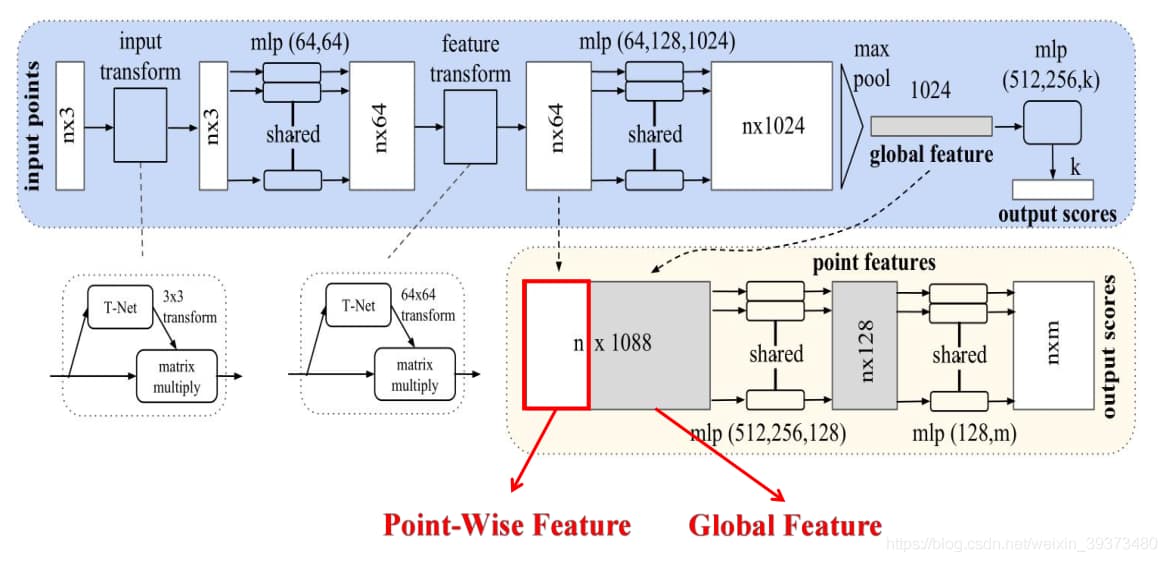 input points
nx3
input
transform
nx3
mlp (64,64)
shared
nx64
feature
transform
nx64
mlp (64,128,1024)
shared
nx1024
max
pool
1024
global feature
mlp
(512,256,k)
k
output scores
T-Net
3x3
transform
matrix
multiply
T-Net
64x64
transform
matrix
multiply
point features
n x 1088
shared
mlp (512,256,128)
nx128
shared
mlp (128,m)
nxm
output scores
Point-Wise Feature
Global Feature
https://blog.csdn.net/weixin_39373480